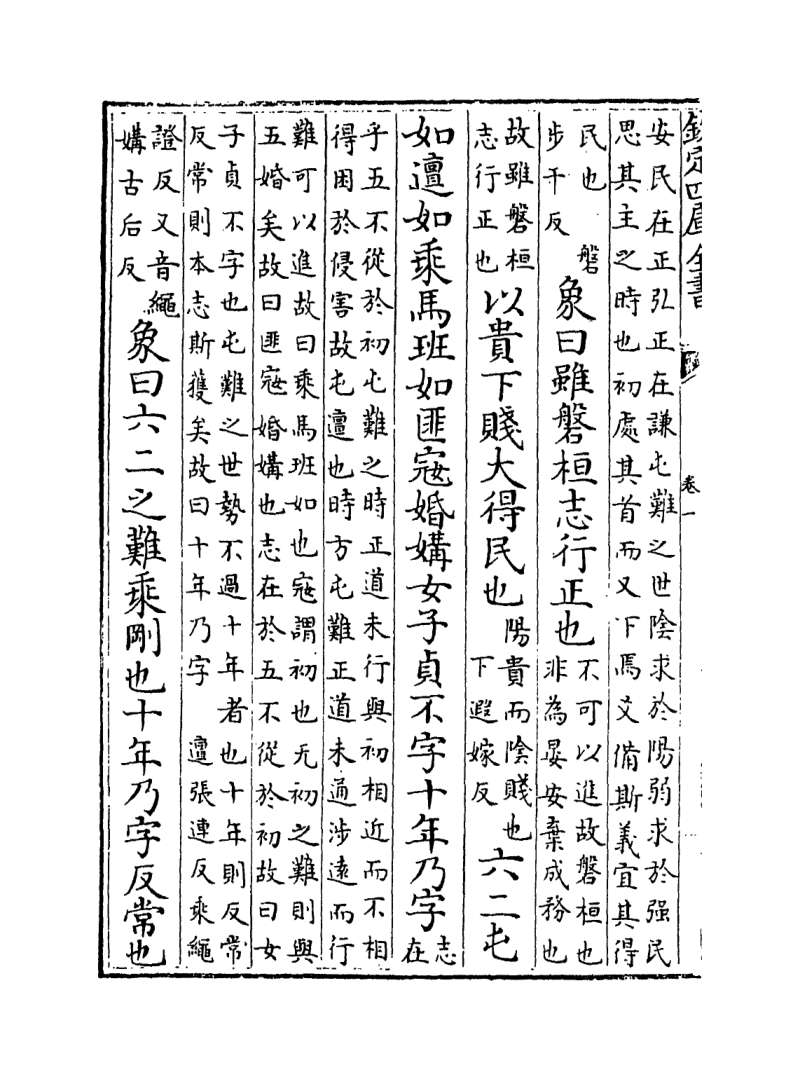 欽定四庫全書 卷一
安民在正弘正在謙屯難之世陰求於陽弱求於强民
思其主之時也初處其首而又下焉爻備斯義宜其得
民也 磐
步干反
象曰雖磐桓志行正也
不可以進故磐桓也
非為晏安棄成務也
故雖磐桓
志行正也
以貴下賤大得民也
陽貴而陰賤也
下遐嫁反
六二屯
如邅如乘馬班如匪寇婚媾女子貞不字十年乃字
志
在
乎五不從於初屯難之時正道未行與初相近而不相
得困於侵害故屯邅也時方屯難正道未通涉遠而行
難可以進故曰乘馬班如也寇謂初也无初之難則與
五婚矣故曰匪寇婚媾也志在於五不從於初故曰女
子貞不字也屯難之世勢不過十年者也十年則反常
反常則本志斯獲矣故曰十年乃字 邅張連反乘繩
證反又音繩
媾古后反
象曰六二之難乘剛也十年乃字反常也